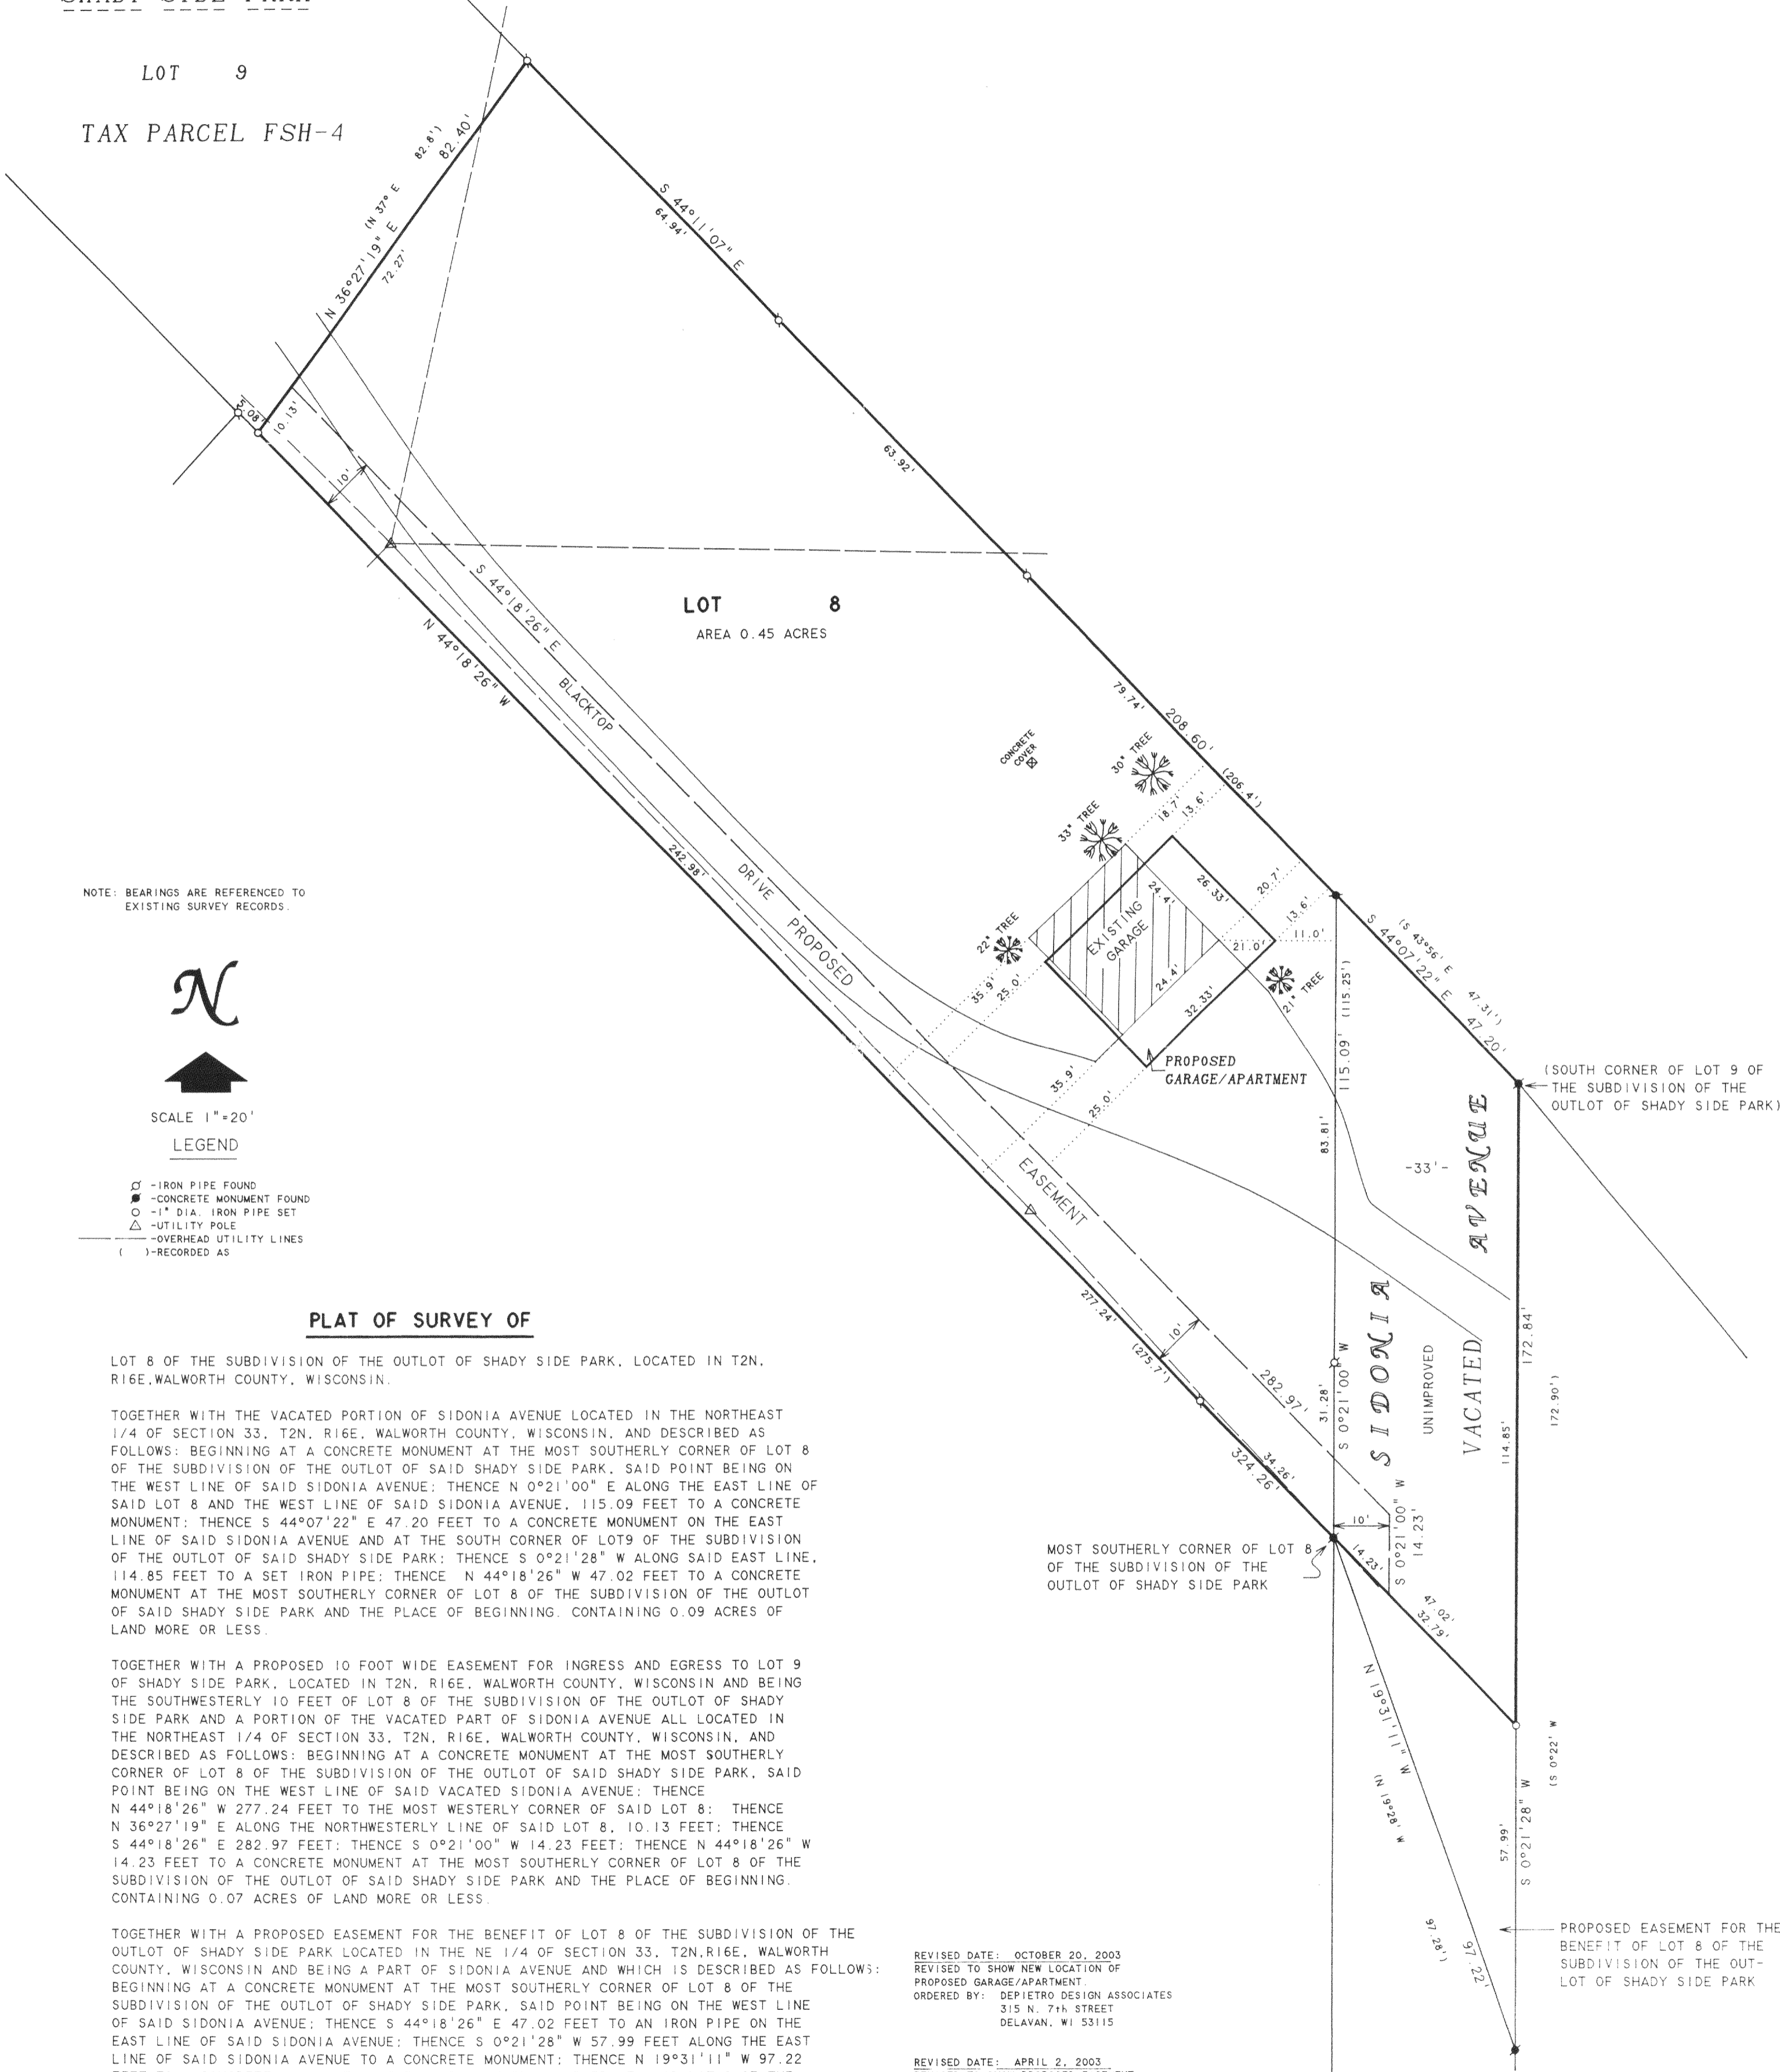 SHADY SIDE PARK
LOT 9
TAX PARCEL FSH-4
(N 37° E 82.8')
N 36°27'19" E 82.40'
72.27'
S 44°11'07" E
64.94'
5.08'
10.13'
10'
63.92'
S 44°18'26" E
N 44°18'26" W
LOT 8
AREA 0.45 ACRES
BLACKTOP
DRIVE
PROPOSED
EASEMENT
242.98'
79.74'
208.60'
(206.4')
CONCRETE
COVER
30" TREE
33" TREE
22" TREE
21" TREE
18.7'
13.6'
24.4'
26.33'
20.7'
13.6'
EXISTING
GARAGE
21.0'
11.0'
24.4'
32.33'
35.9'
25.0'
35.9'
25.0'
PROPOSED
GARAGE/APARTMENT
(S 43°56' E 47.31')
S 44°07'22" E 47.20'
115.09' (115.25')
83.81'
(SOUTH CORNER OF LOT 9 OF
THE SUBDIVISION OF THE
OUTLOT OF SHADY SIDE PARK)
-33'-
SIDONIA AVENUE
UNIMPROVED
VACATED
172.84'
172.90')
114.85'
31.28'
S 0°21'00" W
277.24'
(275.7')
10'
282.97'
34.26'
324.26'
10'
14.23'
S 0°21'00" W
14.23'
47.02'
32.79'
MOST SOUTHERLY CORNER OF LOT 8
OF THE SUBDIVISION OF THE
OUTLOT OF SHADY SIDE PARK
N 19°31'11" W
97.22'
(N 19°28' W
97.28')
57.99'
S 0°21'28" W
(S 0°22' W
PROPOSED EASEMENT FOR THE
BENEFIT OF LOT 8 OF THE
SUBDIVISION OF THE OUT-
LOT OF SHADY SIDE PARK
NOTE: BEARINGS ARE REFERENCED TO
EXISTING SURVEY RECORDS.
N
SCALE 1"=20'
LEGEND
-IRON PIPE FOUND
-CONCRETE MONUMENT FOUND
-1" DIA. IRON PIPE SET
-UTILITY POLE
-OVERHEAD UTILITY LINES
( )-RECORDED AS
PLAT OF SURVEY OF
LOT 8 OF THE SUBDIVISION OF THE OUTLOT OF SHADY SIDE PARK, LOCATED IN T2N,
R16E,WALWORTH COUNTY, WISCONSIN.
TOGETHER WITH THE VACATED PORTION OF SIDONIA AVENUE LOCATED IN THE NORTHEAST
1/4 OF SECTION 33, T2N, R16E, WALWORTH COUNTY, WISCONSIN, AND DESCRIBED AS
FOLLOWS: BEGINNING AT A CONCRETE MONUMENT AT THE MOST SOUTHERLY CORNER OF LOT 8
OF THE SUBDIVISION OF THE OUTLOT OF SAID SHADY SIDE PARK, SAID POINT BEING ON
THE WEST LINE OF SAID SIDONIA AVENUE; THENCE N 0°21'00" E ALONG THE EAST LINE OF
SAID LOT 8 AND THE WEST LINE OF SAID SIDONIA AVENUE, 115.09 FEET TO A CONCRETE
MONUMENT; THENCE S 44°07'22" E 47.20 FEET TO A CONCRETE MONUMENT ON THE EAST
LINE OF SAID SIDONIA AVENUE AND AT THE SOUTH CORNER OF LOT9 OF THE SUBDIVISION
OF THE OUTLOT OF SAID SHADY SIDE PARK; THENCE S 0°21'28" W ALONG SAID EAST LINE,
114.85 FEET TO A SET IRON PIPE; THENCE N 44°18'26" W 47.02 FEET TO A CONCRETE
MONUMENT AT THE MOST SOUTHERLY CORNER OF LOT 8 OF THE SUBDIVISION OF THE OUTLOT
OF SAID SHADY SIDE PARK AND THE PLACE OF BEGINNING. CONTAINING 0.09 ACRES OF
LAND MORE OR LESS.
TOGETHER WITH A PROPOSED 10 FOOT WIDE EASEMENT FOR INGRESS AND EGRESS TO LOT 9
OF SHADY SIDE PARK, LOCATED IN T2N, R16E, WALWORTH COUNTY, WISCONSIN AND BEING
THE SOUTHWESTERLY 10 FEET OF LOT 8 OF THE SUBDIVISION OF THE OUTLOT OF SHADY
SIDE PARK AND A PORTION OF THE VACATED PART OF SIDONIA AVENUE ALL LOCATED IN
THE NORTHEAST 1/4 OF SECTION 33, T2N, R16E, WALWORTH COUNTY, WISCONSIN, AND
DESCRIBED AS FOLLOWS: BEGINNING AT A CONCRETE MONUMENT AT THE MOST SOUTHERLY
CORNER OF LOT 8 OF THE SUBDIVISION OF THE OUTLOT OF SAID SHADY SIDE PARK, SAID
POINT BEING ON THE WEST LINE OF SAID VACATED SIDONIA AVENUE; THENCE
N 44°18'26" W 277.24 FEET TO THE MOST WESTERLY CORNER OF SAID LOT 8; THENCE
N 36°27'19" E ALONG THE NORTHWESTERLY LINE OF SAID LOT 8, 10.13 FEET; THENCE
S 44°18'26" E 282.97 FEET; THENCE S 0°21'00" W 14.23 FEET; THENCE N 44°18'26" W
14.23 FEET TO A CONCRETE MONUMENT AT THE MOST SOUTHERLY CORNER OF LOT 8 OF THE
SUBDIVISION OF THE OUTLOT OF SAID SHADY SIDE PARK AND THE PLACE OF BEGINNING.
CONTAINING 0.07 ACRES OF LAND MORE OR LESS.
TOGETHER WITH A PROPOSED EASEMENT FOR THE BENEFIT OF LOT 8 OF THE SUBDIVISION OF THE
OUTLOT OF SHADY SIDE PARK LOCATED IN THE NE 1/4 OF SECTION 33, T2N,R16E, WALWORTH
COUNTY, WISCONSIN AND BEING A PART OF SIDONIA AVENUE AND WHICH IS DESCRIBED AS FOLLOWS:
BEGINNING AT A CONCRETE MONUMENT AT THE MOST SOUTHERLY CORNER OF LOT 8 OF THE
SUBDIVISION OF THE OUTLOT OF SHADY SIDE PARK, SAID POINT BEING ON THE WEST LINE
OF SAID SIDONIA AVENUE; THENCE S 44°18'26" E 47.02 FEET TO AN IRON PIPE ON THE
EAST LINE OF SAID SIDONIA AVENUE; THENCE S 0°21'28" W 57.99 FEET ALONG THE EAST
LINE OF SAID SIDONIA AVENUE TO A CONCRETE MONUMENT; THENCE N 19°31'11" W 97.22
REVISED DATE: OCTOBER 20, 2003
REVISED TO SHOW NEW LOCATION OF
PROPOSED GARAGE/APARTMENT.
ORDERED BY: DEPIETRO DESIGN ASSOCIATES
315 N. 7th STREET
DELAVAN, WI 53115
REVISED DATE: APRIL 2, 2003